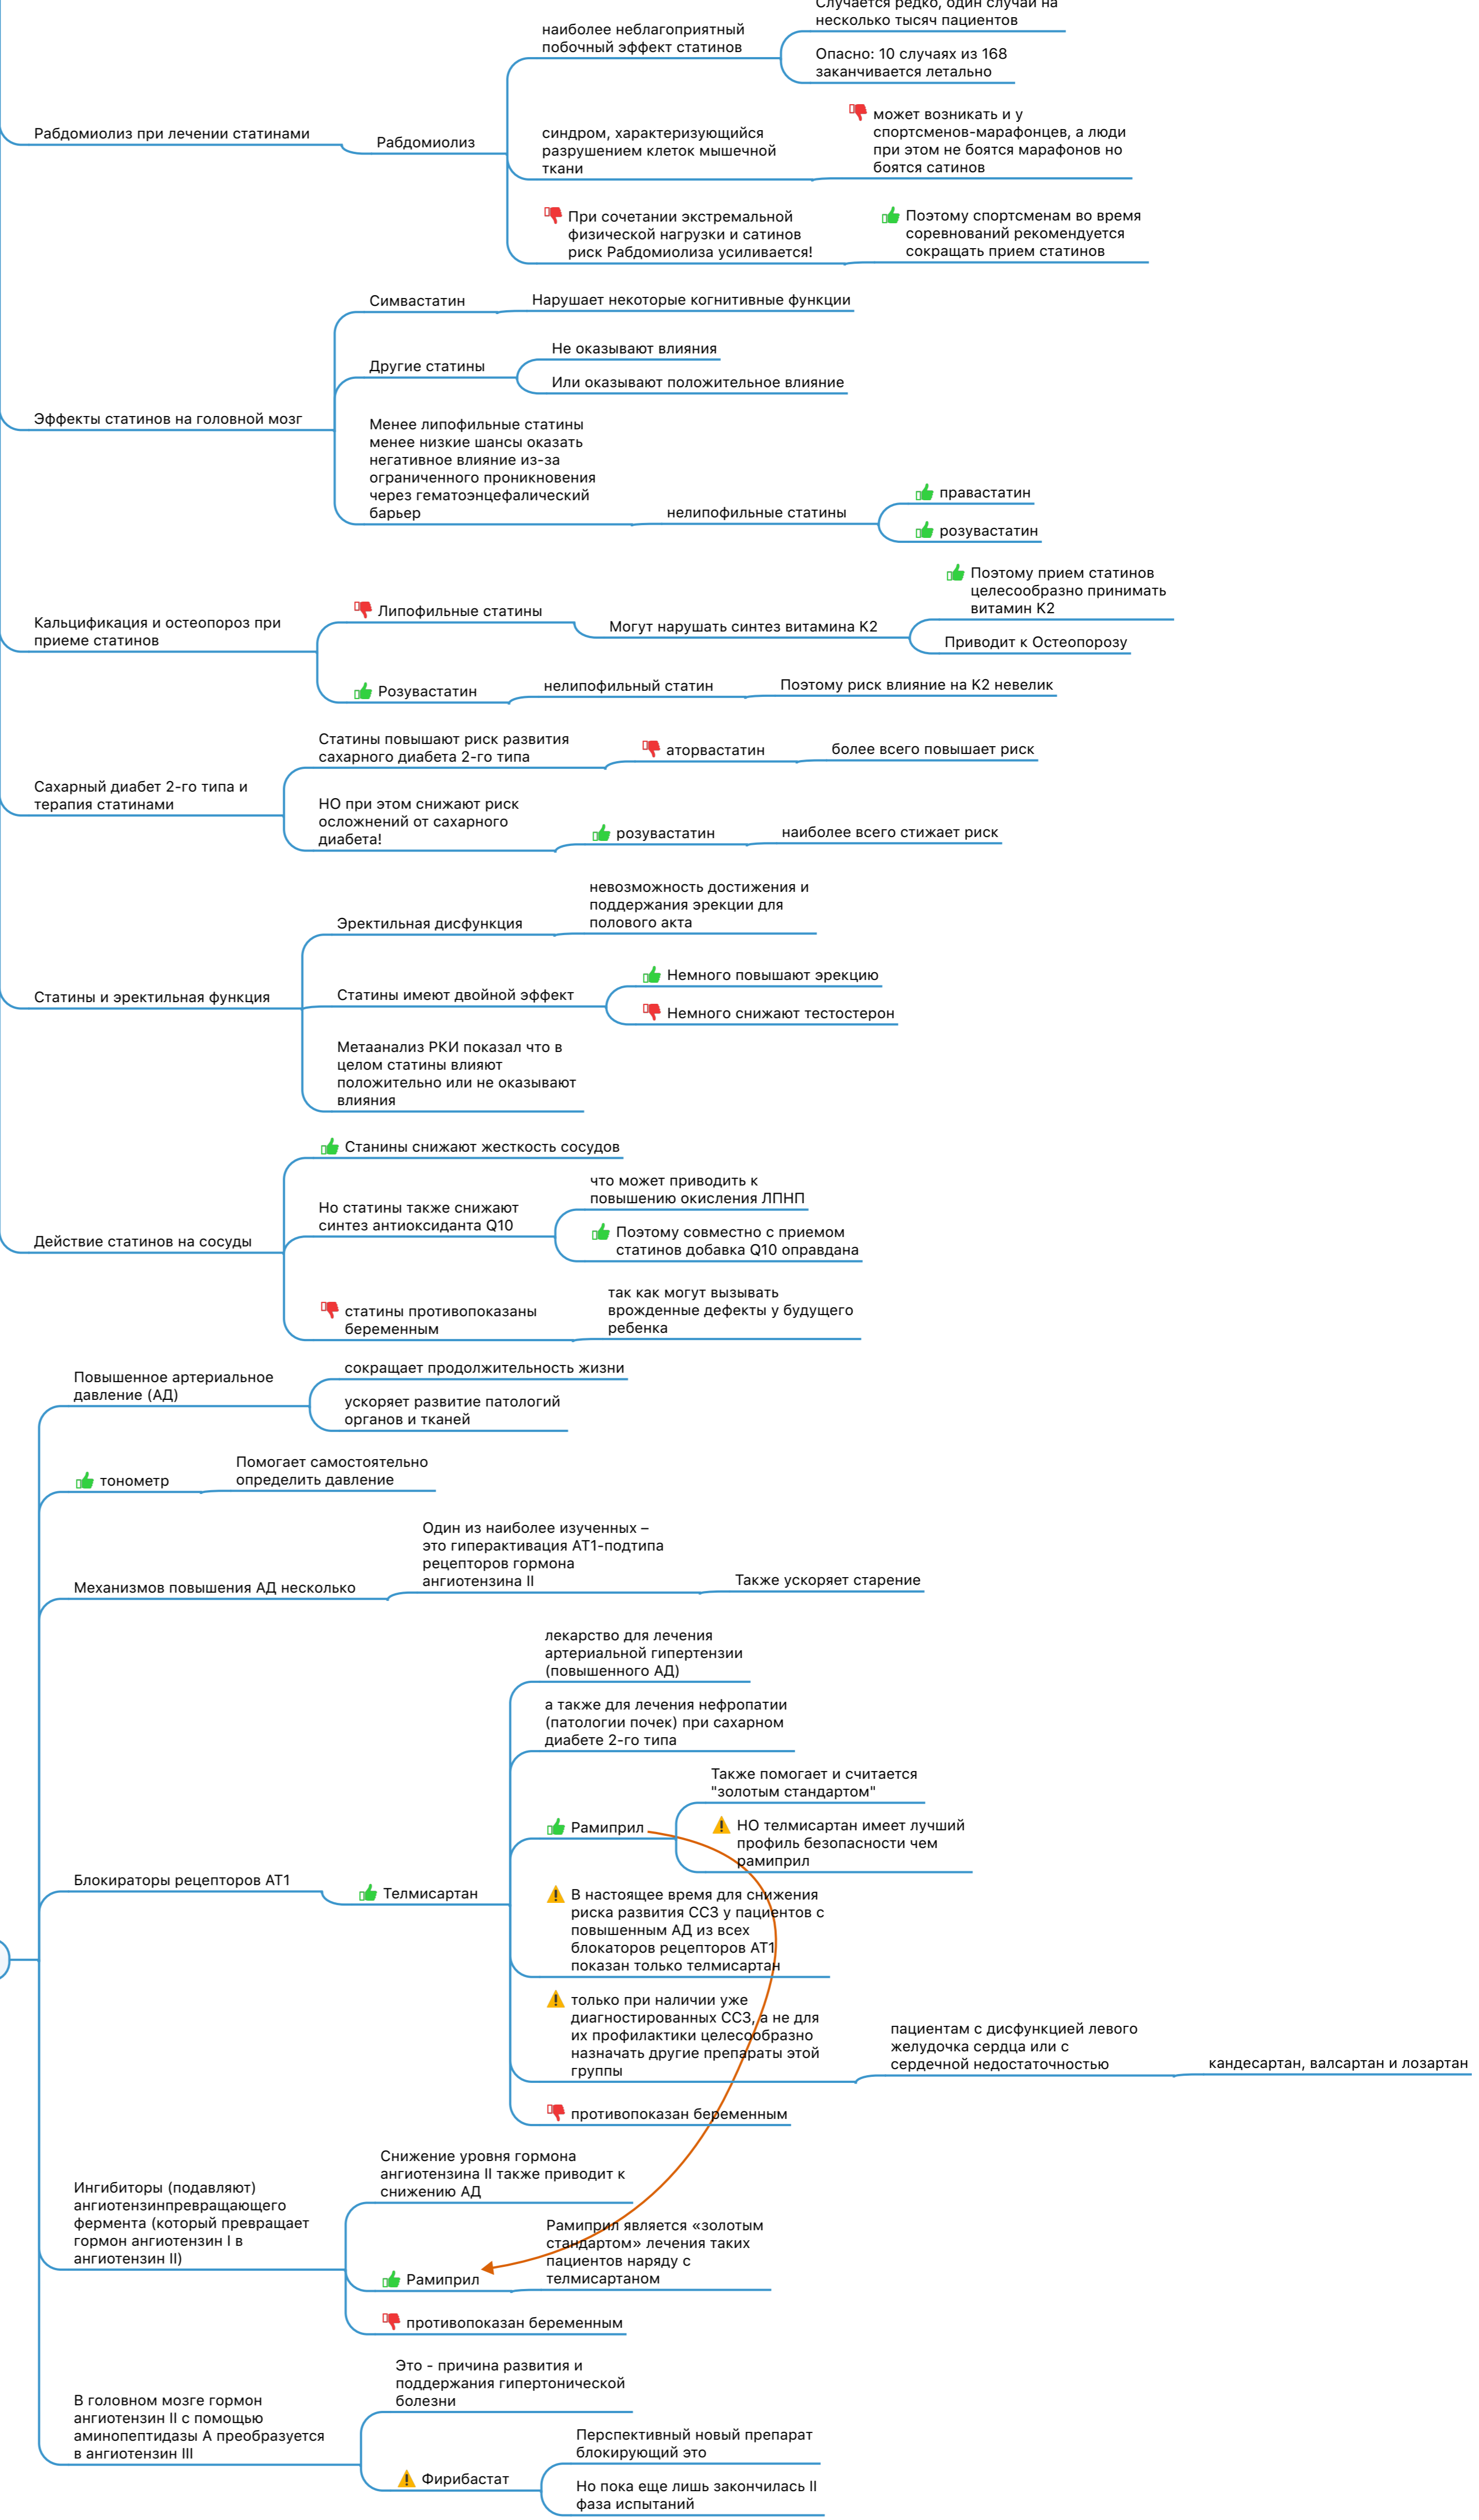 Случается редко, один случай на
несколько тысяч пациентов
наиболее неблагоприятный
побочный эффект статинов
Опасно: 10 случаях из 168
заканчивается летально
Рабдомиолиз при лечении статинами
Рабдомиолиз
синдром, характеризующийся
разрушением клеток мышечной
ткани
может возникать и у
спортсменов-марафонцев, а люди
при этом не боятся марафонов но
боятся сатинов
При сочетании экстремальной
физической нагрузки и сатинов
риск Рабдомиолиза усиливается!
Поэтому спортсменам во время
соревнований рекомендуется
сокращать прием статинов
Эффекты статинов на головной мозг
Симвастатин
Нарушает некоторые когнитивные функции
Другие статины
Не оказывают влияния
Или оказывают положительное влияние
Менее липофильные статины
менее низкие шансы оказать
негативное влияние из-за
ограниченного проникновения
через гематоэнцефалический
барьер
нелипофильные статины
правастатин
розувастатин
Кальцификация и остеопороз при
приеме статинов
Липофильные статины
Могут нарушать синтез витамина K2
Поэтому прием статинов
целесообразно принимать
витамин K2
Приводит к Остеопорозу
Розувастатин
нелипофильный статин
Поэтому риск влияние на K2 невелик
Сахарный диабет 2-го типа и
терапия статинами
Статины повышают риск развития
сахарного диабета 2-го типа
аторвастатин
более всего повышает риск
НО при этом снижают риск
осложнений от сахарного
диабета!
розувастатин
наиболее всего стижает риск
Статины и эректильная функция
Эректильная дисфункция
невозможность достижения и
поддержания эрекции для
полового акта
Статины имеют двойной эффект
Немного повышают эрекцию
Немного снижают тестостерон
Метаанализ РКИ показал что в
целом статины влияют
положительно или не оказывают
влияния
Действие статинов на сосуды
Станины снижают жесткость сосудов
Но статины также снижают
синтез антиоксиданта Q10
что может приводить к
повышению окисления ЛПНП
Поэтому совместно с приемом
статинов добавка Q10 оправдана
статины противопоказаны
беременным
так как могут вызывать
врожденные дефекты у будущего
ребенка
Повышенное артериальное
давление (АД)
сокращает продолжительность жизни
ускоряет развитие патологий
органов и тканей
тонометр
Помогает самостоятельно
определить давление
Механизмов повышения АД несколько
Один из наиболее изученных –
это гиперактивация АТ1-подтипа
рецепторов гормона
ангиотензина II
Также ускоряет старение
Блокираторы рецепторов АТ1
Телмисартан
лекарство для лечения
артериальной гипертензии
(повышенного АД)
а также для лечения нефропатии
(патологии почек) при сахарном
диабете 2-го типа
Рамиприл
Также помогает и считается
"золотым стандартом"
НО телмисартан имеет лучший
профиль безопасности чем
рамиприл
В настоящее время для снижения
риска развития ССЗ у пациентов с
повышенным АД из всех
блокаторов рецепторов АТ1
показан только телмисартан
только при наличии уже
диагностированных ССЗ, а не для
их профилактики целесообразно
назначать другие препараты этой
группы
пациентам с дисфункцией левого
желудочка сердца или с
сердечной недостаточностью
кандесартан, валсартан и лозартан
противопоказан беременным
Ингибиторы (подавляют)
ангиотензинпревращающего
фермента (который превращает
гормон ангиотензин I в
ангиотензин II)
Снижение уровня гормона
ангиотензина II также приводит к
снижению АД
Рамиприл
Рамиприл является «золотым
стандартом» лечения таких
пациентов наряду с
телмисартаном
противопоказан беременным
В головном мозге гормон
ангиотензин II с помощью
аминопептидазы А преобразуется
в ангиотензин III
Это - причина развития и
поддержания гипертонической
болезни
Фирибастат
Перспективный новый препарат
блокирующий это
Но пока еще лишь закончилась II
фаза испытаний